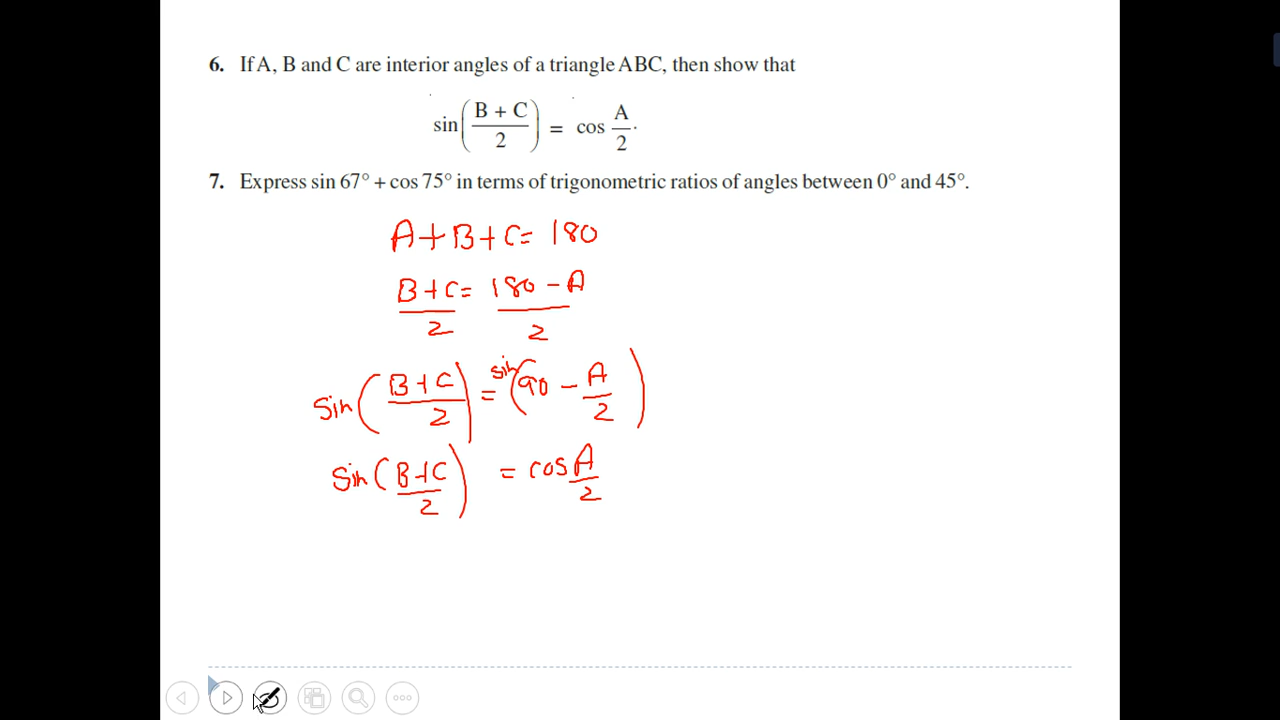 6. If A, B and C are interior angles of a triangle ABC, then show that
sin((B + C)/2) = cos A/2.
7. Express sin 67° + cos 75° in terms of trigonometric ratios of angles between 0° and 45°.
A+B+C= 180
(B+C)/2 = (180-A)/2
Sin((B+C)/2) = sin(90 - A/2)
Sin((B+C)/2) = cos A/2